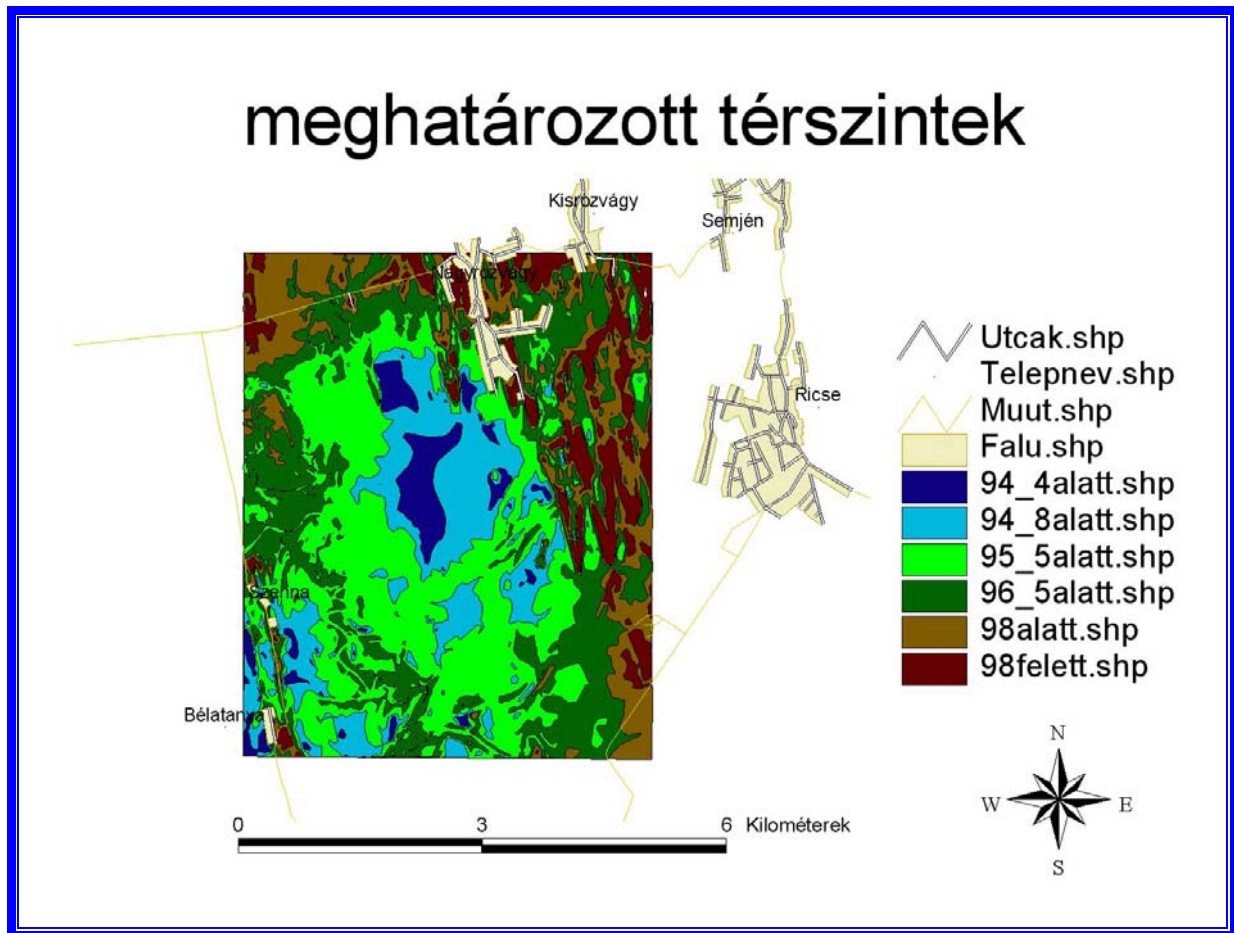 meghatározott térszintek
Kisrozvágy
Semjén
Nagyrozvágy
Ricse
Szenna
Bélatanya
Utcak.shp
Telepnev.shp
Muut.shp
Falu.shp
94_4alatt.shp
94_8alatt.shp
95_5alatt.shp
96_5alatt.shp
98alatt.shp
98felett.shp
N
W E
S
0 3 6 Kilométerek